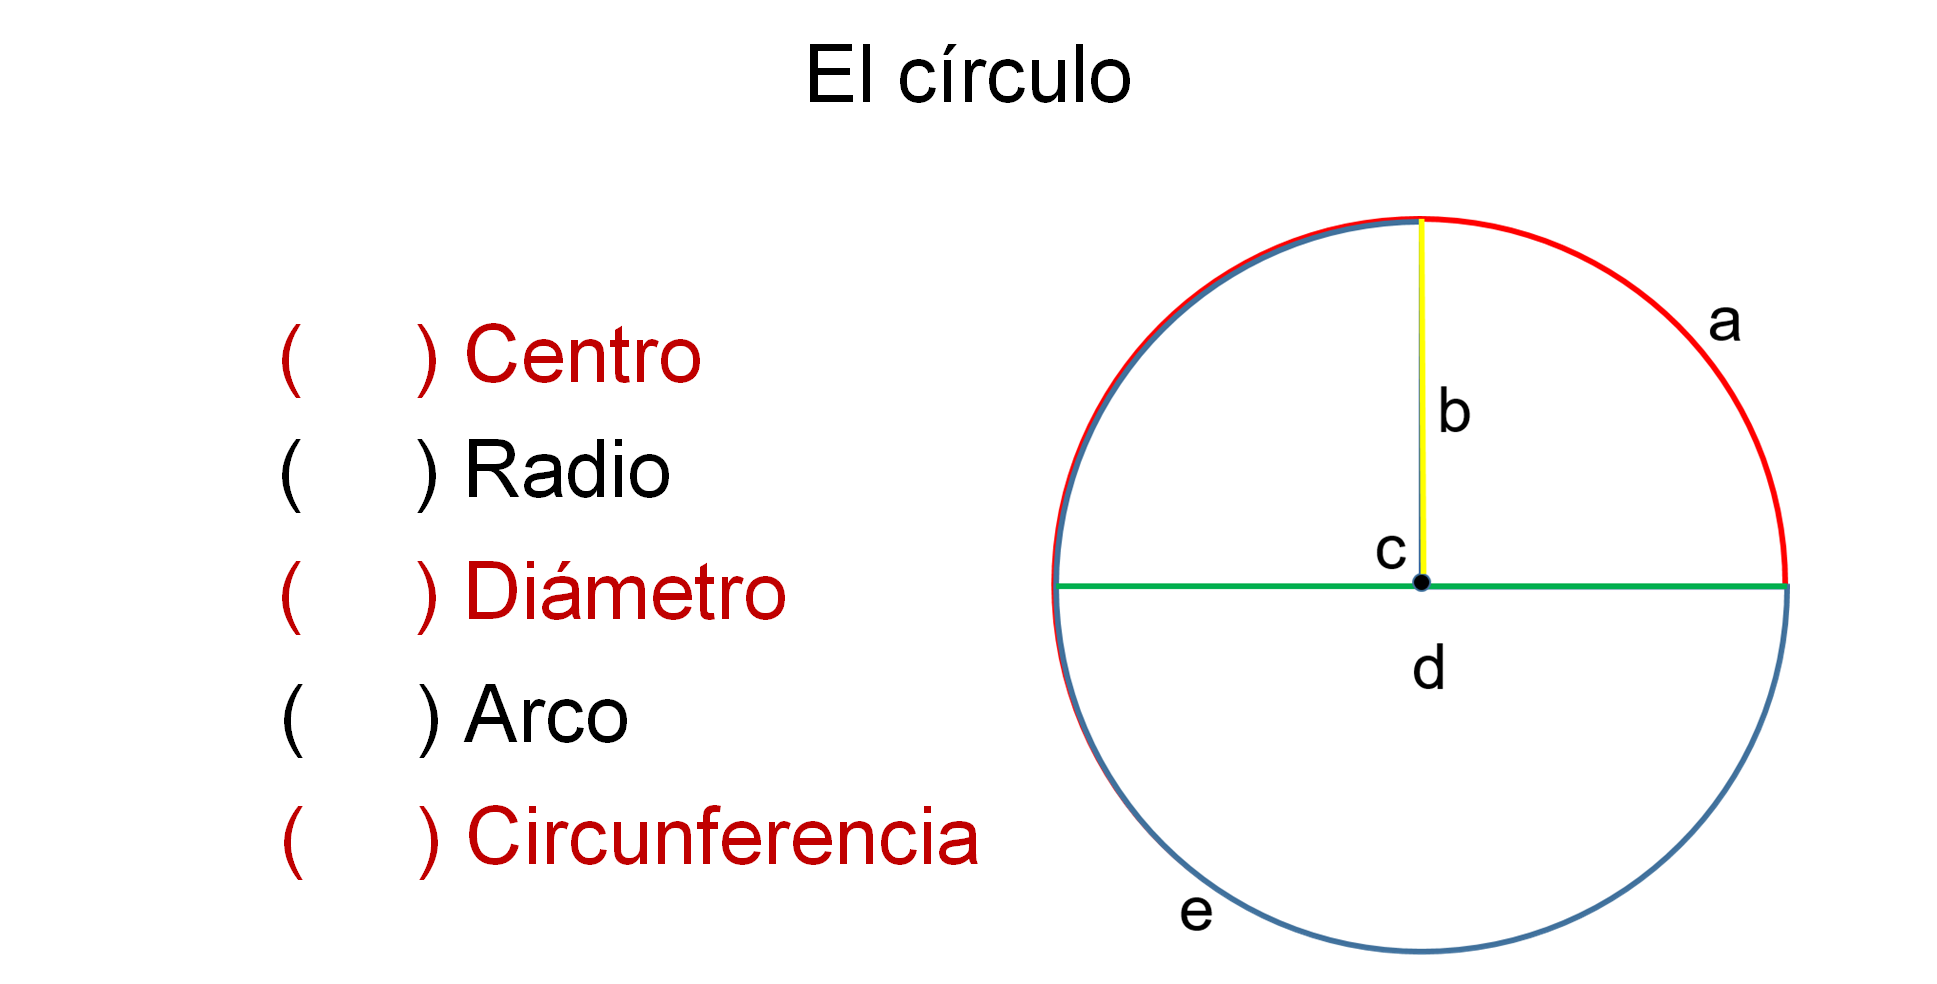 El círculo
( ) Centro
( ) Radio
( ) Diámetro
( ) Arco
( ) Circunferencia
a
b
c
d
e